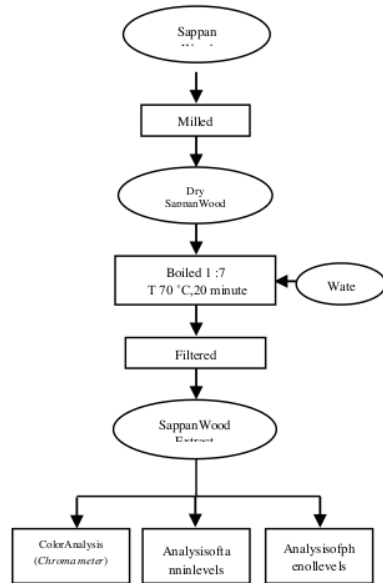 Sappan
Milled
Dry
SappanWood
Boiled 1 :7
T 70 ˚C,20 minute
Wate
Filtered
SappanWood
Extract
ColorAnalysis
(Chroma meter)
Analysisofta
nninlevels
Analysisofph
enollevels